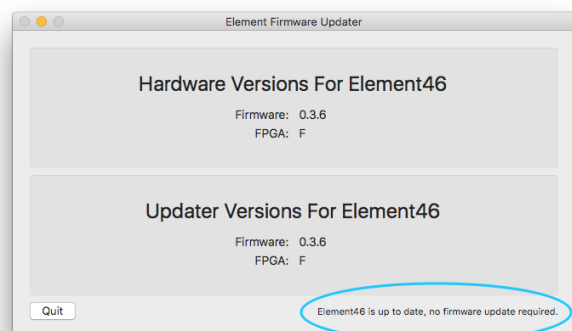 Element Firmware Updater
Hardware Versions For Element46
Firmware: 0.3.6
FPGA: F
Updater Versions For Element46
Firmware: 0.3.6
FPGA: F
Quit
Element46 is up to date, no firmware update required.